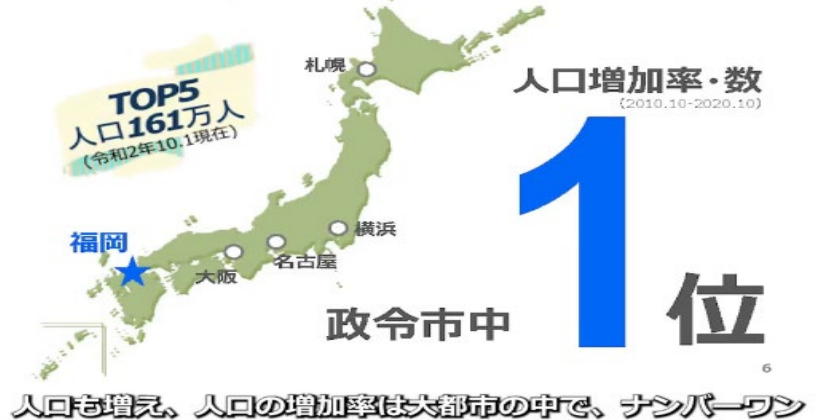 札幌
TOP5
人口161万人
(令和2年10.1現在)
人口増加率・数
(2010.10-2020.10)
1位
福岡
横浜
名古屋
大阪
政令市中
6
人口も増え、人口の増加率は大都市の中で、ナンバーワン